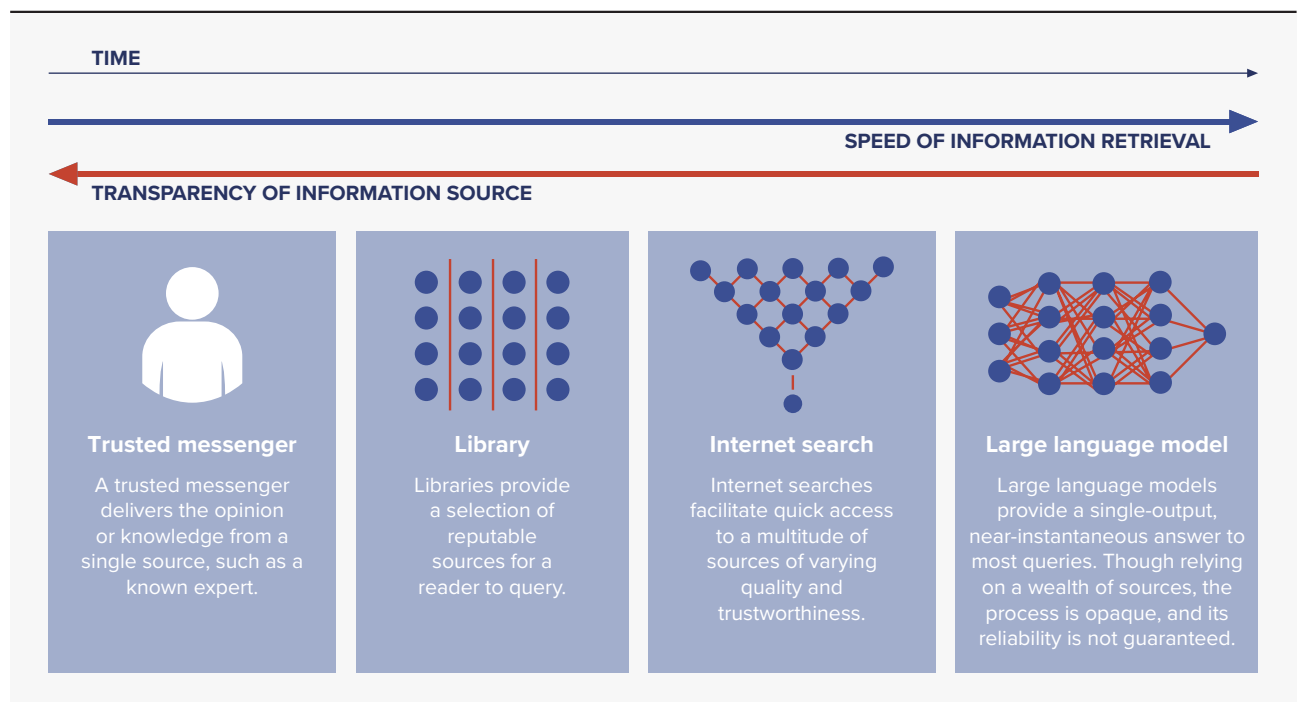 TIME
SPEED OF INFORMATION RETRIEVAL
TRANSPARENCY OF INFORMATION SOURCE
Trusted messenger
A trusted messenger
delivers the opinion
or knowledge from a
single source, such as a
known expert.
Library
Libraries provide
a selection of
reputable
sources for a
reader to query.
Internet search
Internet searches
facilitate quick access
to a multitude of
sources of varying
quality and
trustworthiness.
Large language model
Large language models
provide a single-output,
near-instantaneous answer to
most queries. Though relying
on a wealth of sources, the
process is opaque, and its
reliability is not guaranteed.